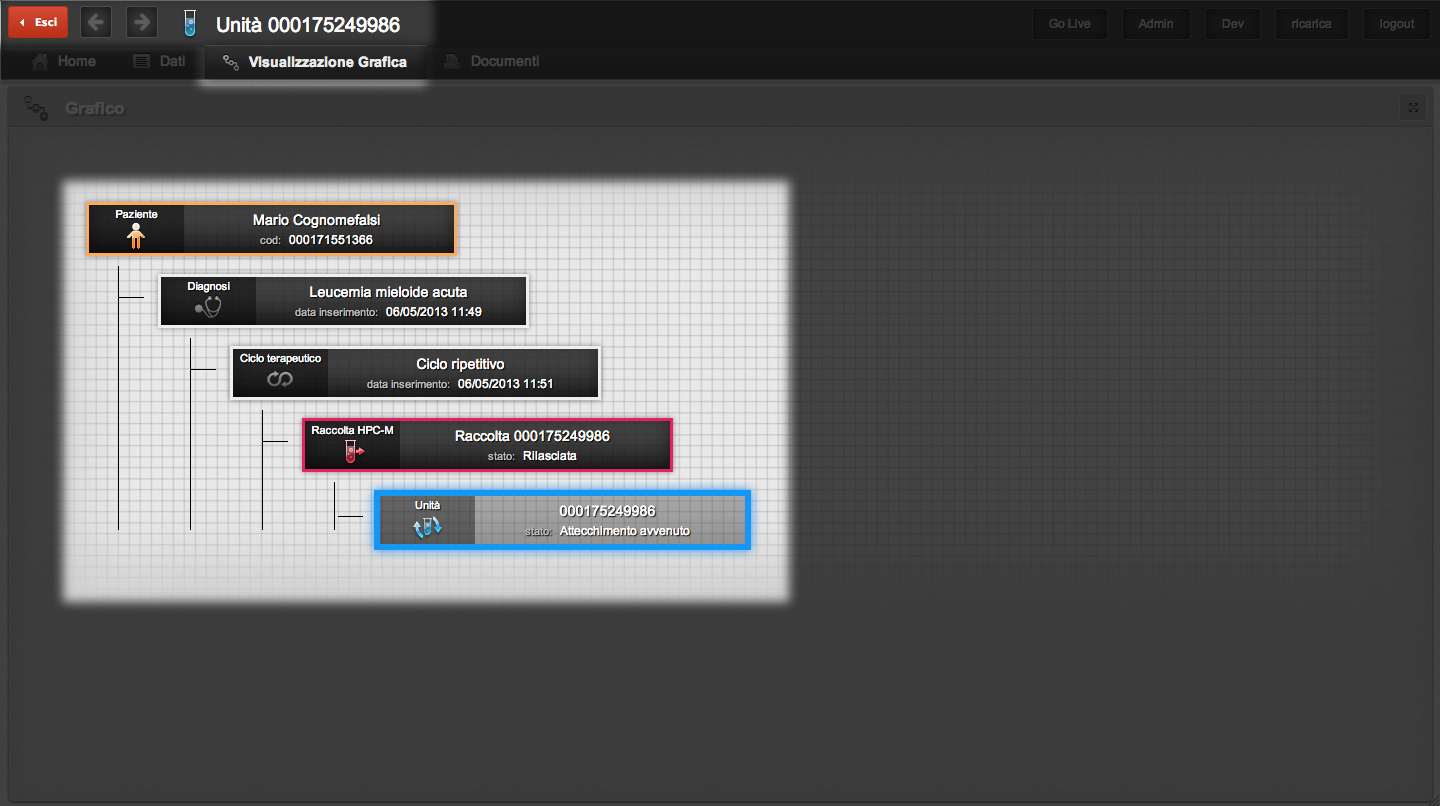 Esci
Unità 000175249986
Go Live
Admin
Dev
ricarica
logout
Home
Dati
Visualizzazione Grafica
Documenti
Grafico
Paziente
Mario Cognomefalsi
cod: 000171551366
Diagnosi
Leucemia mieloide acuta
data inserimento: 06/05/2013 11:49
Ciclo terapeutico
Ciclo ripetitivo
data inserimento: 06/05/2013 11:51
Raccolta HPC-M
Raccolta 000175249986
stato: Rilasciata
Unità
000175249986
stato: Attecchimento avvenuto